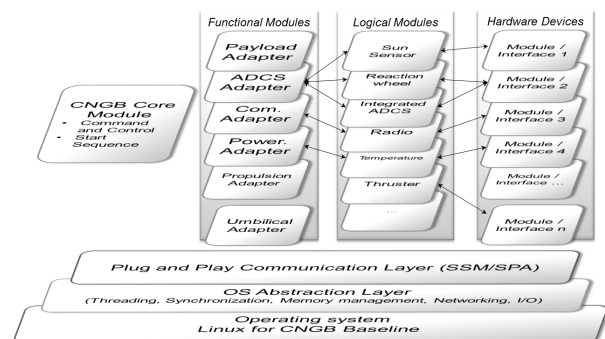 Functional Modules
Logical Modules
Hardware Devices
Payload
Adapter
ADCS
Adapter
Com.
Adapter
Power.
Adapter
Propulsion
Adapter
Umbilical
Adapter
Sun
Sensor
Reaction
wheel
Integrated
ADCS
Radio
Temperature
Thruster
...
Module /
Interface 1
Module /
Interface 2
Module /
Interface 3
Module /
Interface 4
Module /
Interface ...
Module /
Interface n
CNGB Core
Module
• Command
and Control
• Start
Sequence
Plug and Play Communication Layer (SSM/SPA)
OS Abstraction Layer
(Threading, Synchronization, Memory management, Networking, I/O)
Operating system
Linux for CNGB Baseline